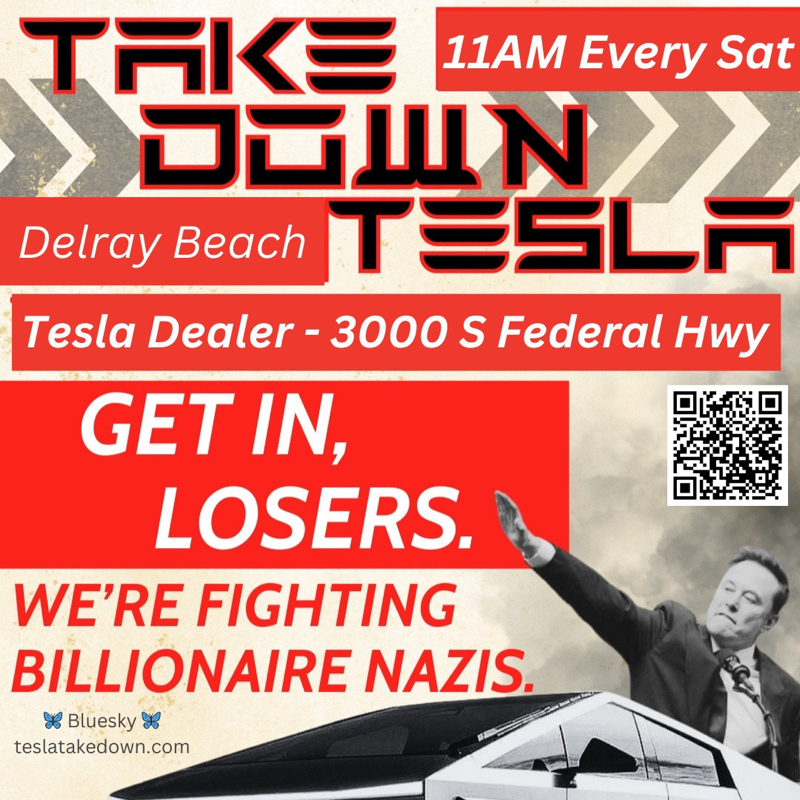 TAKE
11AM Every Sat
DOWN
Delray Beach
TESLA
Tesla Dealer - 3000 S Federal Hwy
GET IN,
LOSERS.
WE'RE FIGHTING
BILLIONAIRE NAZIS.
🦋 Bluesky 🦋
teslatakedown.com